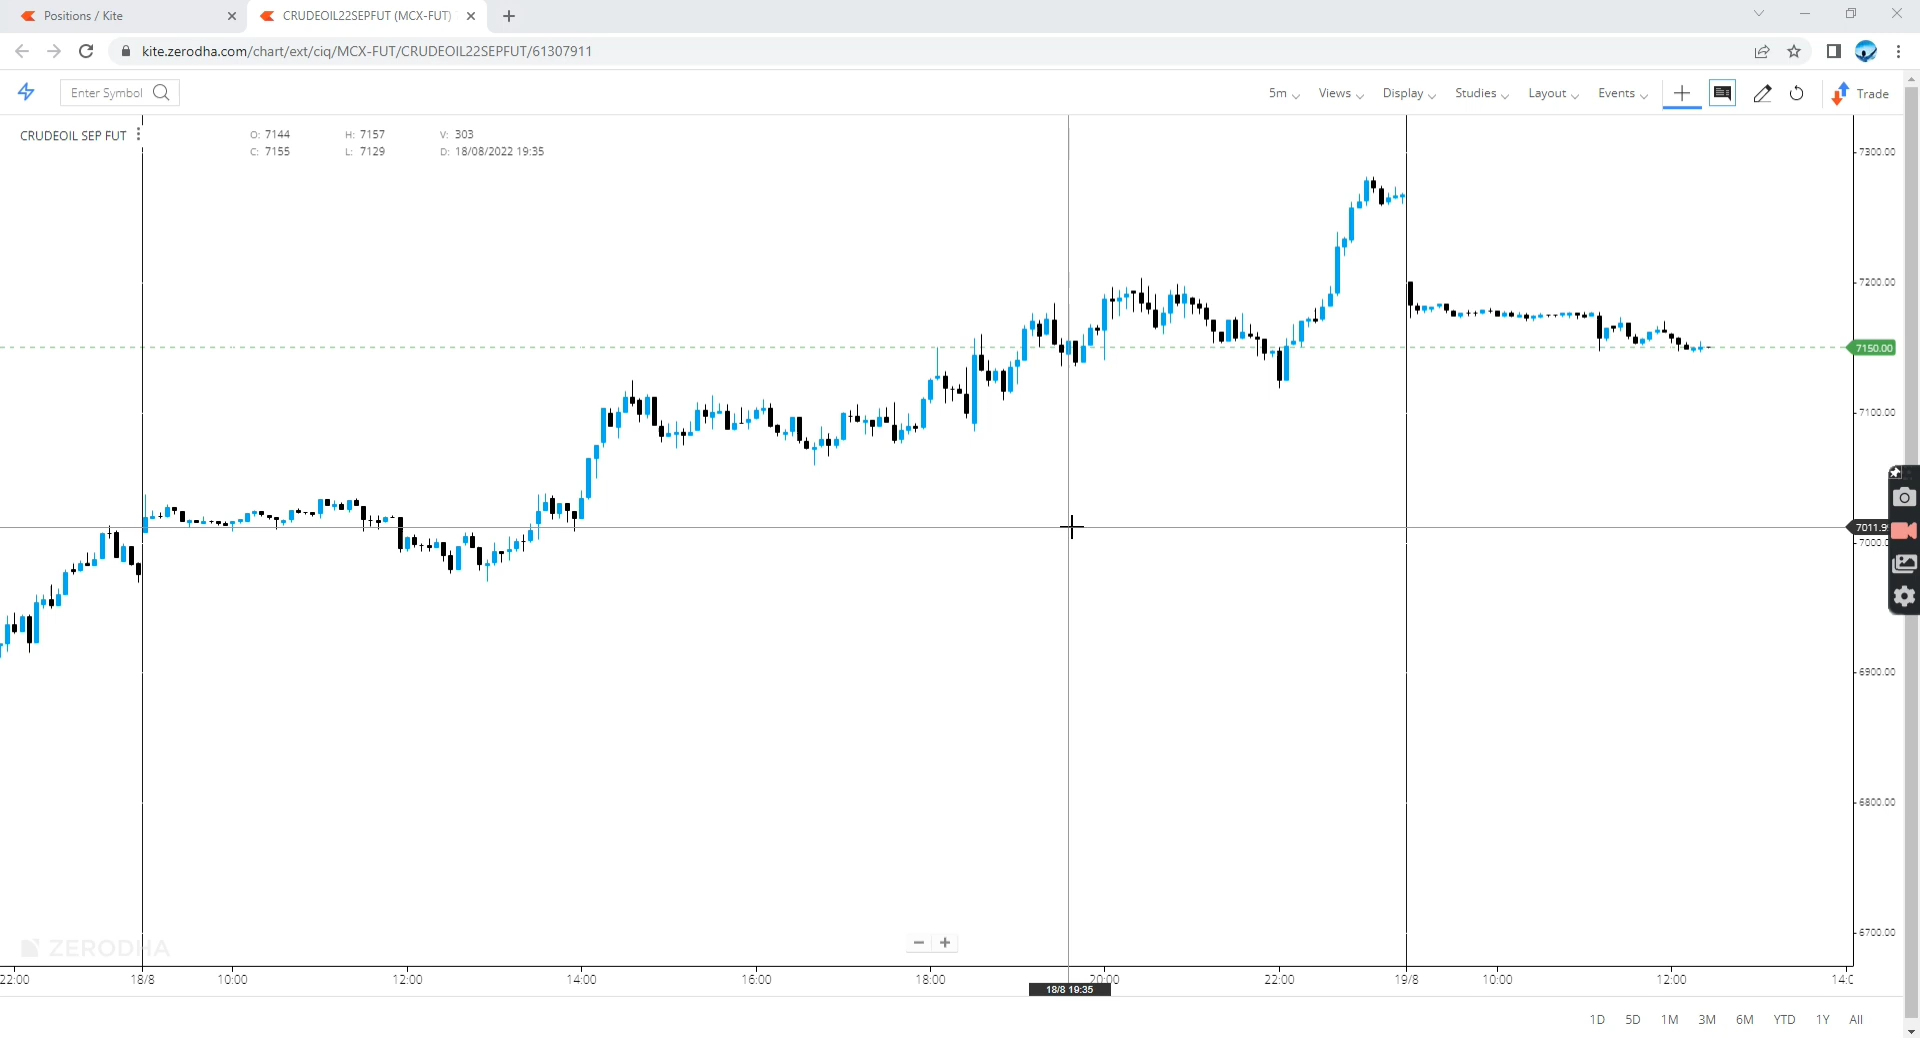 Positions / Kite
CRUDEOIL22SEPFUT (MCX-FUT)
kite.zerodha.com/chart/ext/ciq/MCX-FUT/CRUDEOIL22SEPFUT/61307911
Enter Symbol
5m Views Display Studies Layout Events Trade
CRUDEOIL SEP FUT
O: 7144 H: 7157 V: 303
C: 7155 L: 7129 D: 18/08/2022 19:35
7300.00
7200.00
7150.00
7100.00
7011.9
7000.
6900.00
6800.00
6700.00
ZERODHA
22:00 18/8 10:00 12:00 14:00 16:00 18:00 20:00 22:00 19/8 10:00 12:00 14:0
18/8 19:35
1D 5D 1M 3M 6M YTD 1Y All